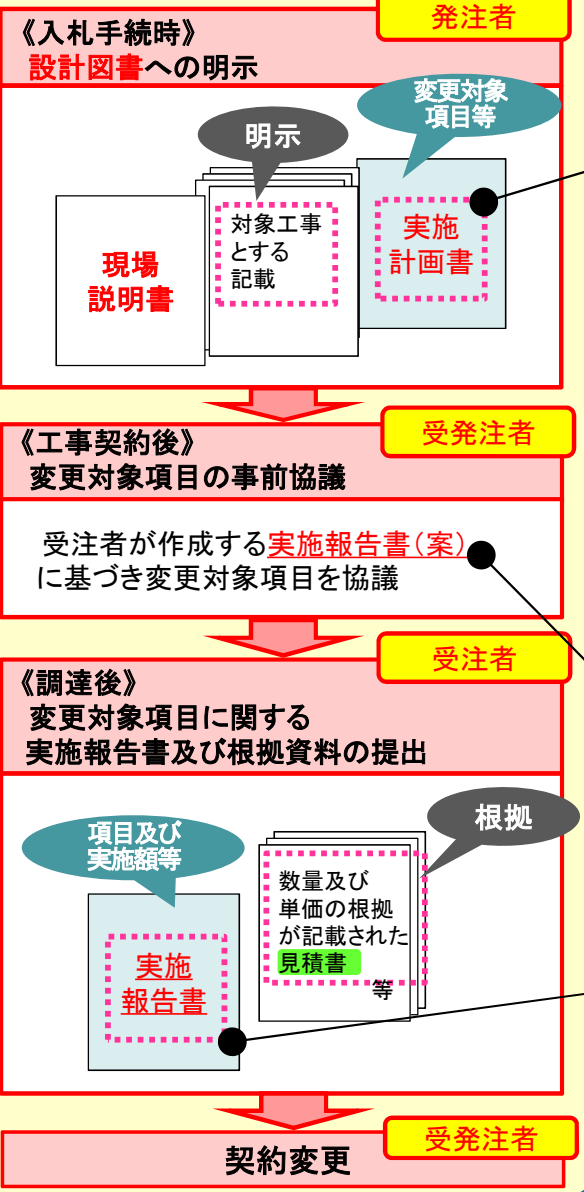 発注者
《入札手続時》
設計図書への明示
変更対象
項目等
明示
現場
説明書
対象工事
とする
記載
実施
計画書
受発注者
《工事契約後》
変更対象項目の事前協議
受注者が作成する実施報告書(案)
に基づき変更対象項目を協議
受注者
《調達後》
変更対象項目に関する
実施報告書及び根拠資料の提出
項目及び
実施額等
根拠
実施
報告書
数量及び
単価の根拠
が記載された
見積書
等
受発注者
契約変更